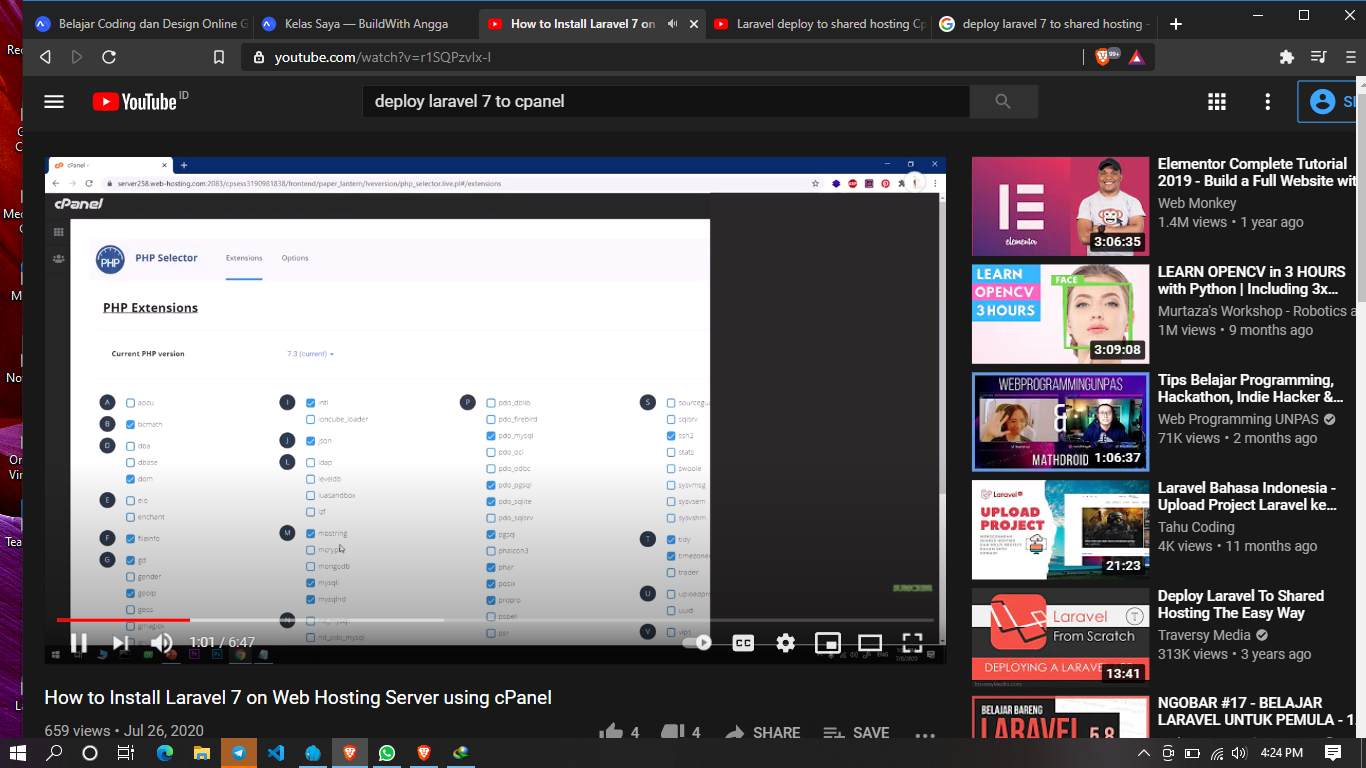 Belajar Coding dan Design Online G
Kelas Saya — BuildWith Angga
How to Install Laravel 7 on
Laravel deploy to shared hosting Cp
deploy laravel 7 to shared hosting -
youtube.com/watch?v=r1SQPzvIx-I
99+
YouTube ID
deploy laravel 7 to cpanel
SI
cPanel -
server258.web-hosting.com:2083/cpsess3190981838/frontend/paper_lantern/lveversion/php_selector.live.pl#/extensions
cPanel
php
PHP Selector
Extensions
Options
PHP Extensions
Current PHP version
7.3 (current)
A
apcu
B
bcmath
D
dba
dbase
dom
E
eio
enchant
F
fileinfo
G
gd
gender
geoip
geos
gmagick
I
intl
ioncube_loader
J
json
L
ldap
leveldb
luasandbox
lzf
M
mbstring
mongodb
mysqli
mysqlnd
N
nd_mysqli
nd_pdo_mysql
P
pdo_dblib
pdo_firebird
pdo_mysql
pdo_oci
pdo_odbc
pdo_pgsql
pdo_sqlite
pdo_sqlsrv
pgsql
phalcon3
phar
posix
propro
pspell
psr
S
sourcegu
sqlsrv
ssh2
stats
swoole
sysvmsg
sysvsem
sysvshm
T
tidy
timezone
trader
U
uploadpro
uuid
Y
SUBSCRIBE
1:01 / 6:47
CC
How to Install Laravel 7 on Web Hosting Server using cPanel
659 views • Jul 26, 2020
4
4
SHARE
SAVE
elementor
3:06:35
Elementor Complete Tutorial
2019 - Build a Full Website wit
Web Monkey
1.4M views • 1 year ago
LEARN
OPENCV
3 HOURS
FACE
3:09:08
LEARN OPENCV in 3 HOURS
with Python | Including 3x...
Murtaza's Workshop - Robotics a
1M views • 9 months ago
WEBPROGRAMMINGUNPAS
&
MATHDROID
1:06:37
Tips Belajar Programming,
Hackathon, Indie Hacker &...
Web Programming UNPAS
71K views • 2 months ago
Laravel
UPLOAD
PROJECT
21:23
Laravel Bahasa Indonesia -
Upload Project Laravel ke...
Tahu Coding
4K views • 11 months ago
Laravel
From Scratch
DEPLOYING A LARAVE
13:41
Deploy Laravel To Shared
Hosting The Easy Way
Traversy Media
313K views • 3 years ago
BELAJAR BARENG
LARAVEL
5.8
NGOBAR #17 - BELAJAR
LARAVEL UNTUK PEMULA - 1.
4:24 PM